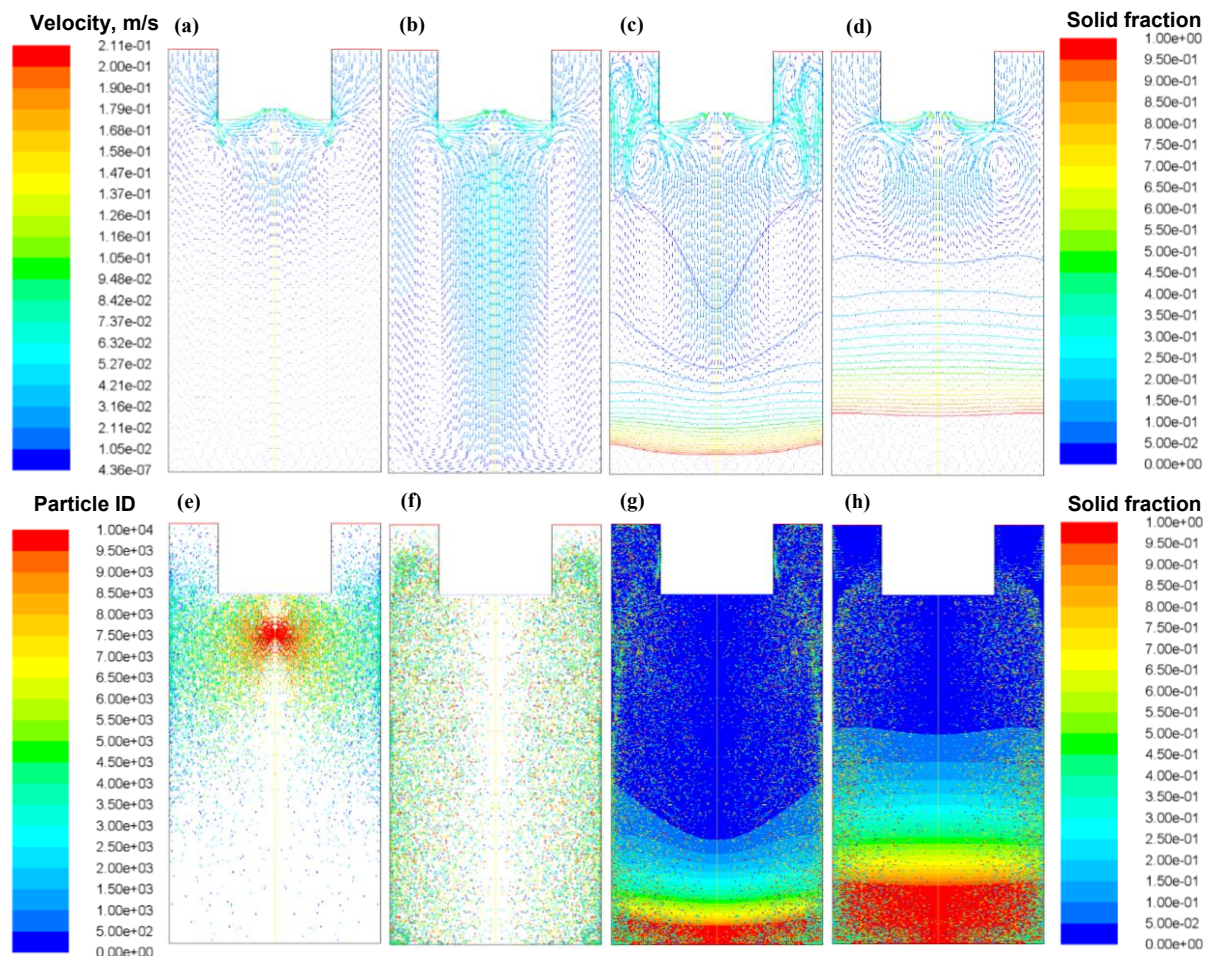 Velocity, m/s
(a)
(b)
(c)
(d)
Solid fraction
2.11e-01
2.00e-01
1.90e-01
1.79e-01
1.68e-01
1.58e-01
1.47e-01
1.37e-01
1.26e-01
1.16e-01
1.05e-01
9.48e-02
8.42e-02
7.37e-02
6.32e-02
5.27e-02
4.21e-02
3.16e-02
2.11e-02
1.05e-02
4.36e-07
1.00e+00
9.50e-01
9.00e-01
8.50e-01
8.00e-01
7.50e-01
7.00e-01
6.50e-01
6.00e-01
5.50e-01
5.00e-01
4.50e-01
4.00e-01
3.50e-01
3.00e-01
2.50e-01
2.00e-01
1.50e-01
1.00e-01
5.00e-02
0.00e+00
Particle ID
(e)
(f)
(g)
(h)
Solid fraction
1.00e+04
9.50e+03
9.00e+03
8.50e+03
8.00e+03
7.50e+03
7.00e+03
6.50e+03
6.00e+03
5.50e+03
5.00e+03
4.50e+03
4.00e+03
3.50e+03
3.00e+03
2.50e+03
2.00e+03
1.50e+03
1.00e+03
5.00e+02
0.00e+00
1.00e+00
9.50e-01
9.00e-01
8.50e-01
8.00e-01
7.50e-01
7.00e-01
6.50e-01
6.00e-01
5.50e-01
5.00e-01
4.50e-01
4.00e-01
3.50e-01
3.00e-01
2.50e-01
2.00e-01
1.50e-01
1.00e-01
5.00e-02
0.00e+00